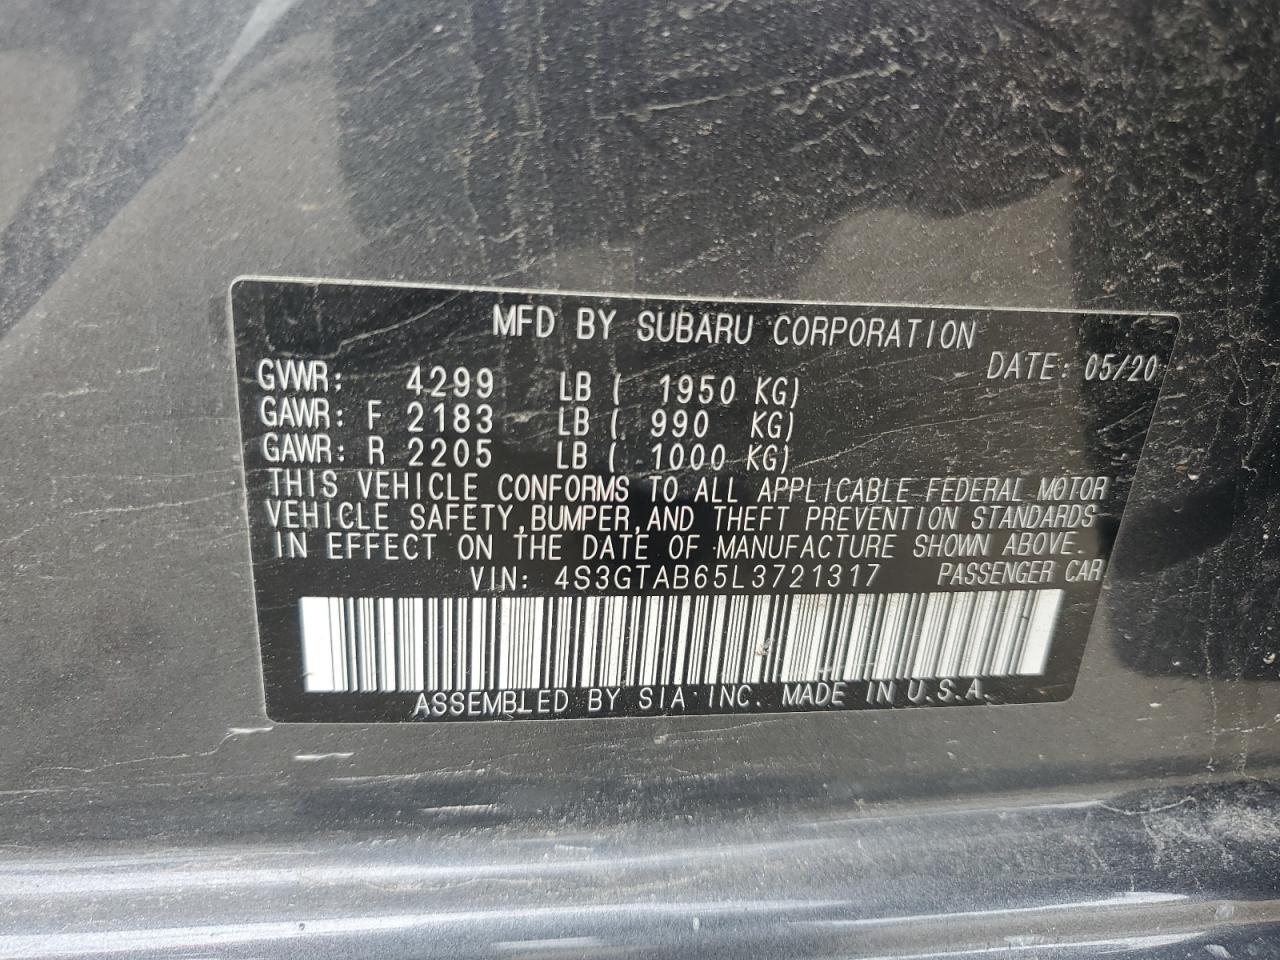 MFD BY SUBARU CORPORATION
DATE: 05/20
GVWR: 4299 LB ( 1950 KG)
GAWR: F 2183 LB ( 990 KG)
GAWR: R 2205 LB ( 1000 KG)
THIS VEHICLE CONFORMS TO ALL APPLICABLE FEDERAL MOTOR
VEHICLE SAFETY, BUMPER, AND THEFT PREVENTION STANDARDS
IN EFFECT ON THE DATE OF MANUFACTURE SHOWN ABOVE.
VIN: 4S3GTAB65L3721317 PASSENGER CAR
ASSEMBLED BY SIA INC. MADE IN U.S.A.